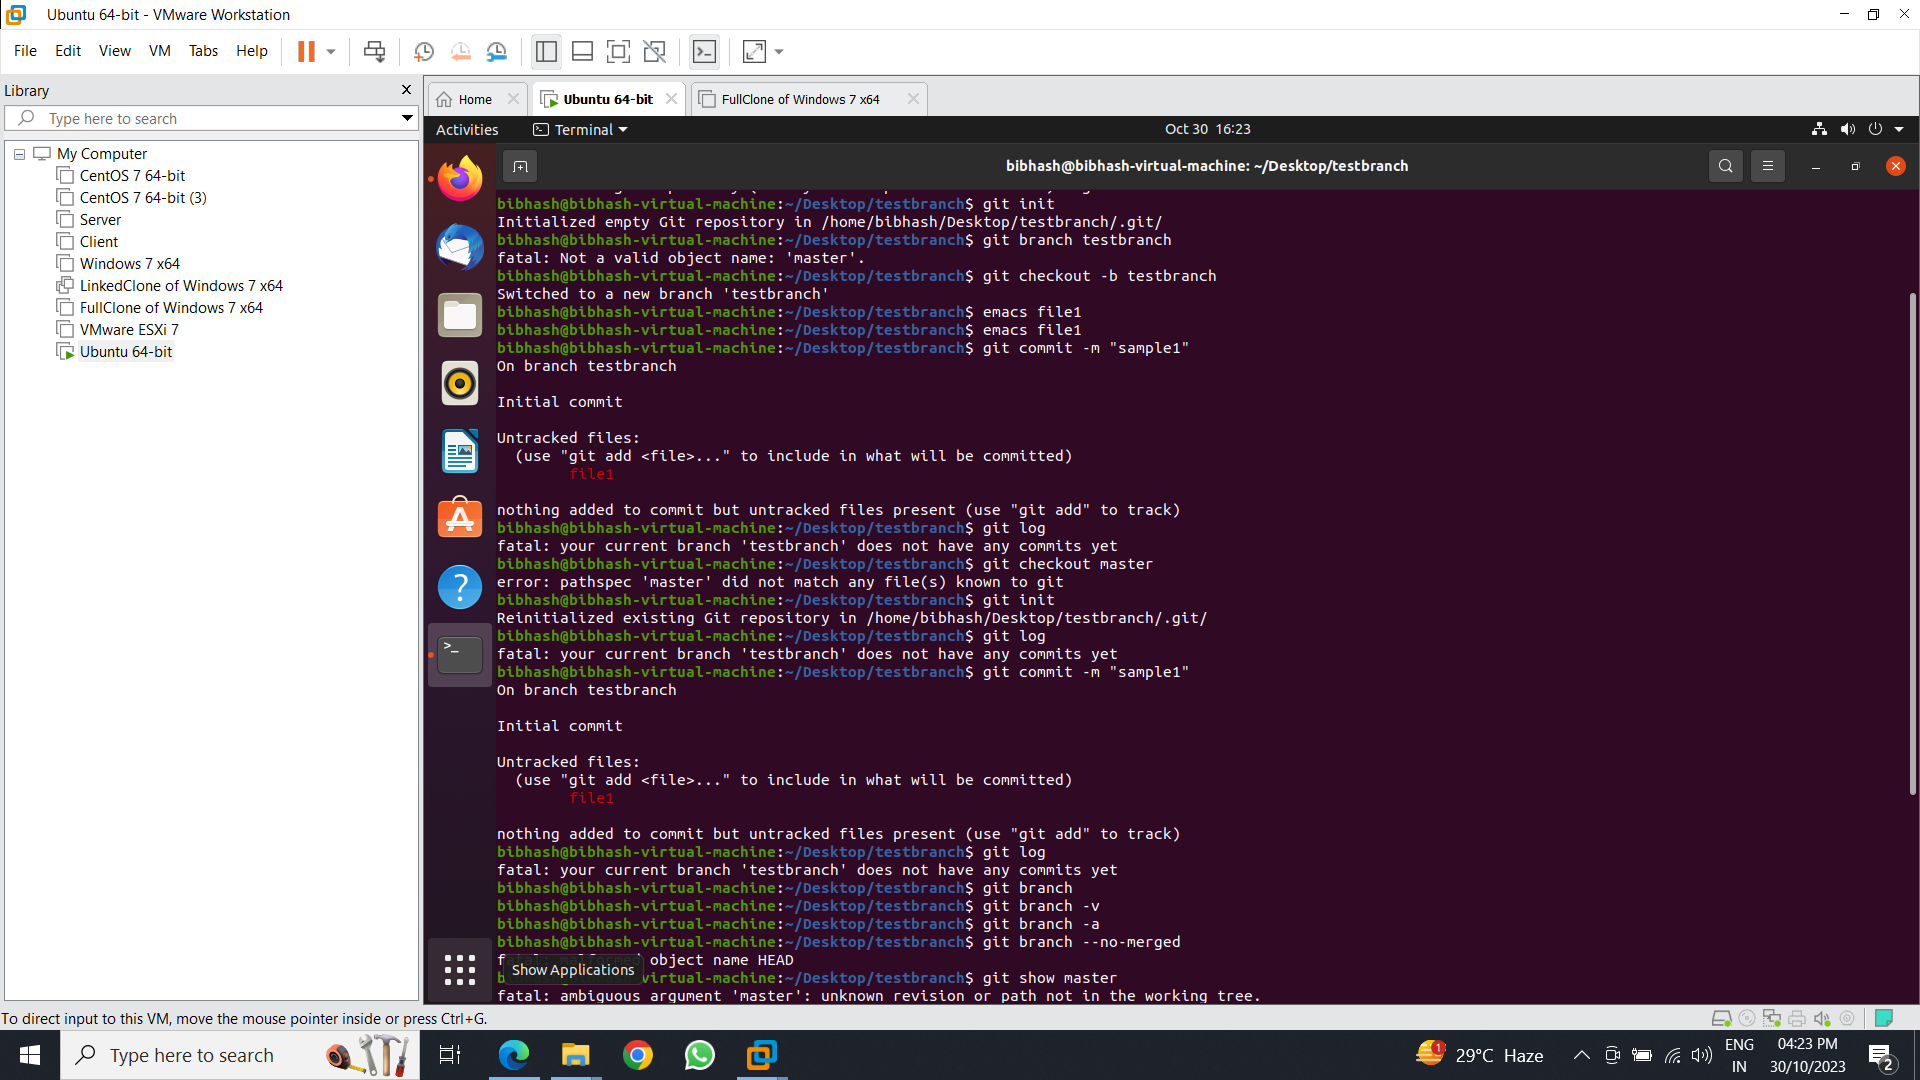 Ubuntu 64-bit - VMware Workstation
File Edit View VM Tabs Help
Library
Type here to search
My Computer
CentOS 7 64-bit
CentOS 7 64-bit (3)
Server
Client
Windows 7 x64
LinkedClone of Windows 7 x64
FullClone of Windows 7 x64
VMware ESXi 7
Ubuntu 64-bit
Home Ubuntu 64-bit FullClone of Windows 7 x64
Activities Terminal Oct 30 16:23
bibhash@bibhash-virtual-machine: ~/Desktop/testbranch
bibhash@bibhash-virtual-machine:~/Desktop/testbranch$ git init
Initialized empty Git repository in /home/bibhash/Desktop/testbranch/.git/
bibhash@bibhash-virtual-machine:~/Desktop/testbranch$ git branch testbranch
fatal: Not a valid object name: 'master'.
bibhash@bibhash-virtual-machine:~/Desktop/testbranch$ git checkout -b testbranch
Switched to a new branch 'testbranch'
bibhash@bibhash-virtual-machine:~/Desktop/testbranch$ emacs file1
bibhash@bibhash-virtual-machine:~/Desktop/testbranch$ emacs file1
bibhash@bibhash-virtual-machine:~/Desktop/testbranch$ git commit -m "sample1"
On branch testbranch
Initial commit
Untracked files:
(use "git add <file>..." to include in what will be committed)
file1
nothing added to commit but untracked files present (use "git add" to track)
bibhash@bibhash-virtual-machine:~/Desktop/testbranch$ git log
fatal: your current branch 'testbranch' does not have any commits yet
bibhash@bibhash-virtual-machine:~/Desktop/testbranch$ git checkout master
error: pathspec 'master' did not match any file(s) known to git
bibhash@bibhash-virtual-machine:~/Desktop/testbranch$ git init
Reinitialized existing Git repository in /home/bibhash/Desktop/testbranch/.git/
bibhash@bibhash-virtual-machine:~/Desktop/testbranch$ git log
fatal: your current branch 'testbranch' does not have any commits yet
bibhash@bibhash-virtual-machine:~/Desktop/testbranch$ git commit -m "sample1"
On branch testbranch
Initial commit
Untracked files:
(use "git add <file>..." to include in what will be committed)
file1
nothing added to commit but untracked files present (use "git add" to track)
bibhash@bibhash-virtual-machine:~/Desktop/testbranch$ git log
fatal: your current branch 'testbranch' does not have any commits yet
bibhash@bibhash-virtual-machine:~/Desktop/testbranch$ git branch
bibhash@bibhash-virtual-machine:~/Desktop/testbranch$ git branch -v
bibhash@bibhash-virtual-machine:~/Desktop/testbranch$ git branch -a
bibhash@bibhash-virtual-machine:~/Desktop/testbranch$ git branch --no-merged
object name HEAD
Show Applications
virtual-machine:~/Desktop/testbranch$ git show master
fatal: ambiguous argument 'master': unknown revision or path not in the working tree.
To direct input to this VM, move the mouse pointer inside or press Ctrl+G.
Type here to search
1
29°C Haze
ENG
IN
04:23 PM
30/10/2023
2